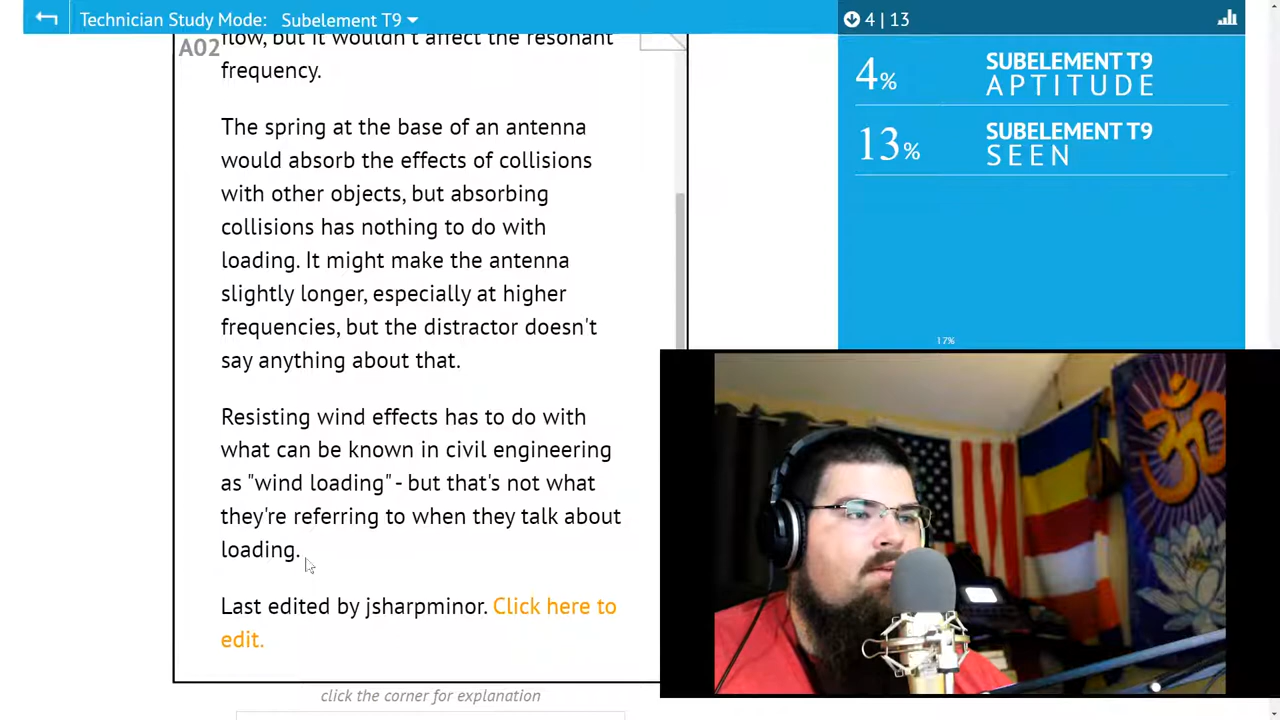 Technician Study Mode: Subelement T9
4 | 13
A02
flow, but it wouldn't affect the resonant
frequency.
The spring at the base of an antenna
would absorb the effects of collisions
with other objects, but absorbing
collisions has nothing to do with
loading. It might make the antenna
slightly longer, especially at higher
frequencies, but the distractor doesn't
say anything about that.
Resisting wind effects has to do with
what can be known in civil engineering
as "wind loading" - but that's not what
they're referring to when they talk about
loading.
Last edited by jsharpminor. Click here to
edit.
click the corner for explanation
4%
SUBELEMENT T9
APTITUDE
13%
SUBELEMENT T9
SEEN
17%